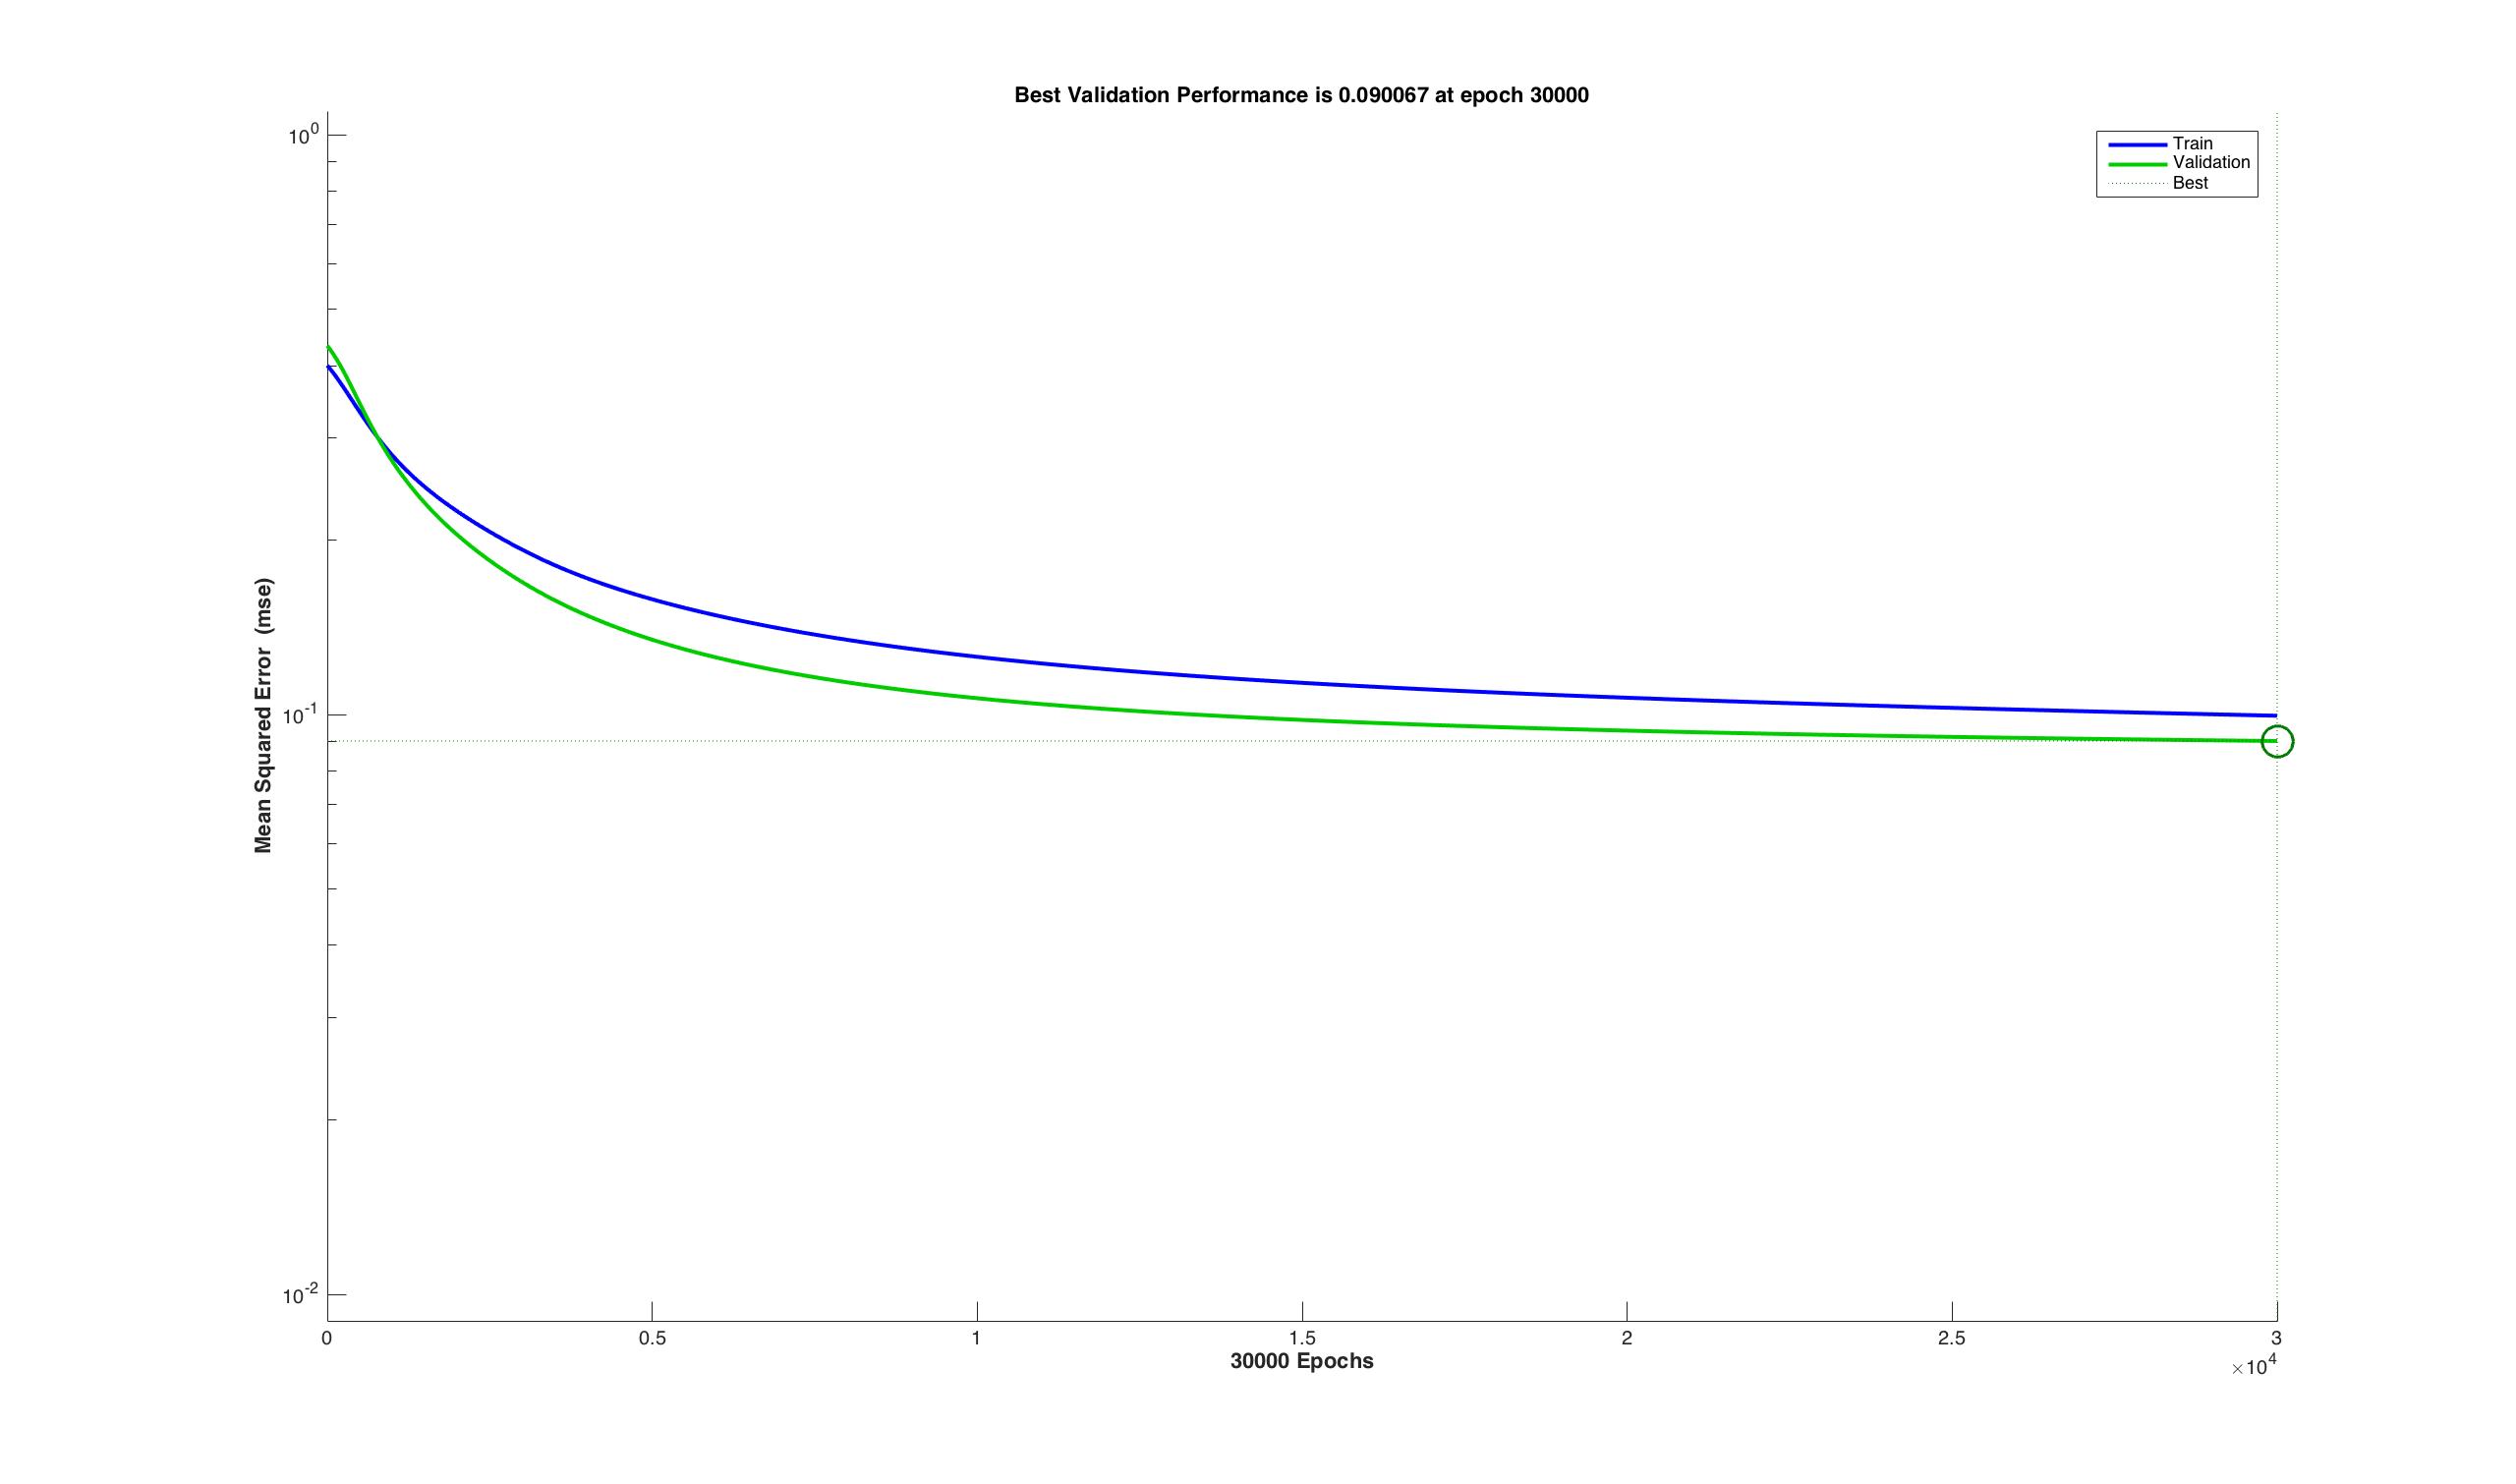 Best Validation Performance is 0.090067 at epoch 30000
Train
Validation
Best
10^0
10^-1
10^-2
Mean Squared Error (mse)
0 0.5 1 1.5 2 2.5 3
30000 Epochs
×10^4